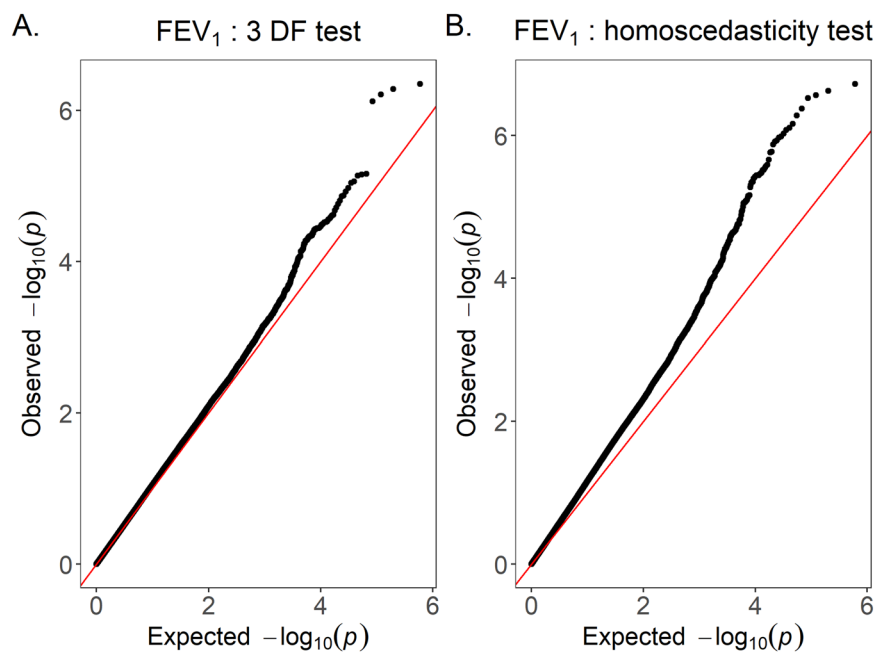 A.
FEV₁ : 3 DF test
Observed −log₁₀(p)
6
4
2
0
0 2 4 6
Expected −log₁₀(p)
B.
FEV₁ : homoscedasticity test
Observed −log₁₀(p)
6
4
2
0
0 2 4 6
Expected −log₁₀(p)